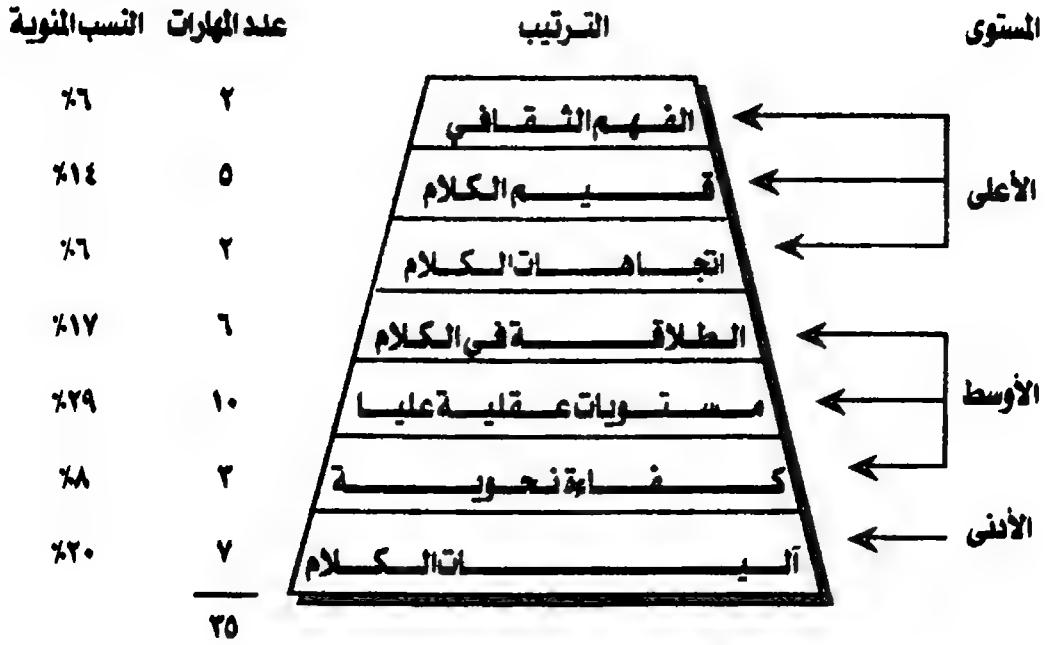 المستوى الترتيب عدد المهارات النسب المئوية
الفهم الثقافي ٢ ٪٦
الأعلى قيم الكلام ٥ ٪١٤
اتجاهات الكلام ٢ ٪٦
الطلاقة في الكلام ٦ ٪١٧
الأوسط مستويات عقلية عليا ١٠ ٪٢٩
كفاءة نحوية ٣ ٪٨
الأدنى آليات الكلام ٧ ٪٢٠
٣٥